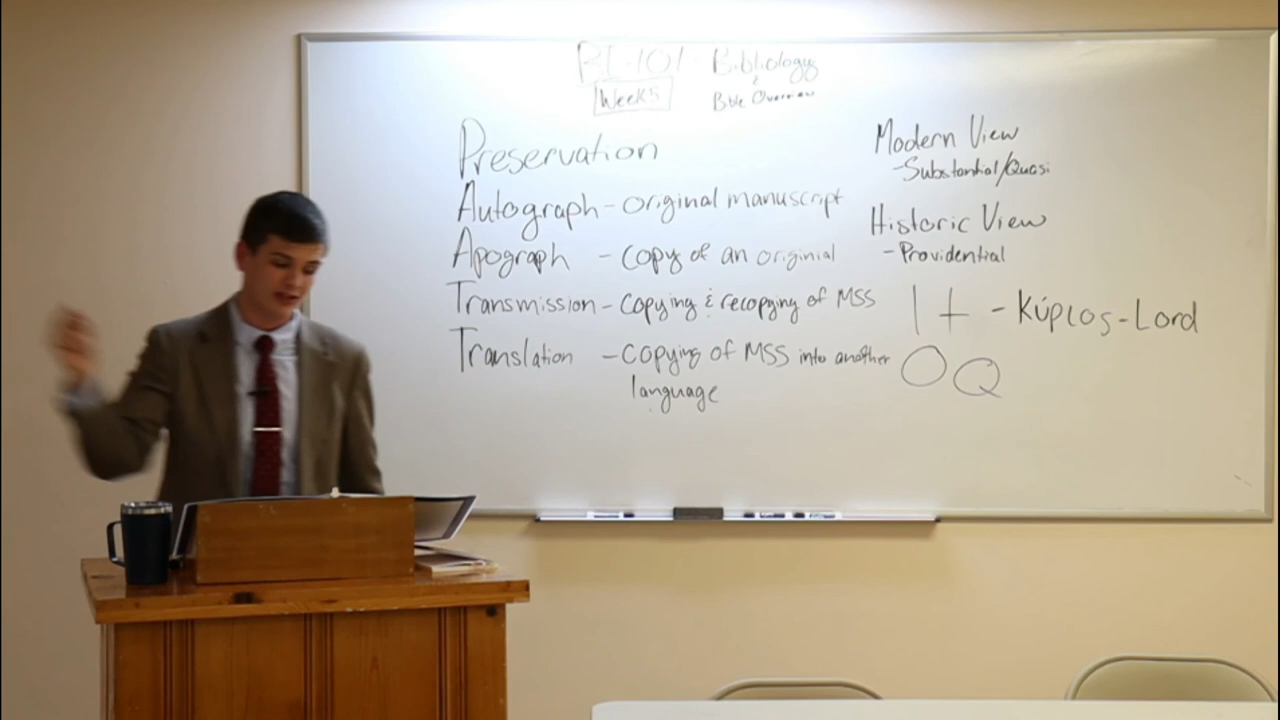 BI-101 Bibliology
Week 5
& Bible Overview
Preservation
Autograph - original manuscript
Apograph - copy of an originial
Transmission - copying & recopying of MSS
Translation - copying of MSS into another
language
Modern View
- Substantial/Quasi
Historic View
- Providential
| + - Κύριος - Lord
O Q